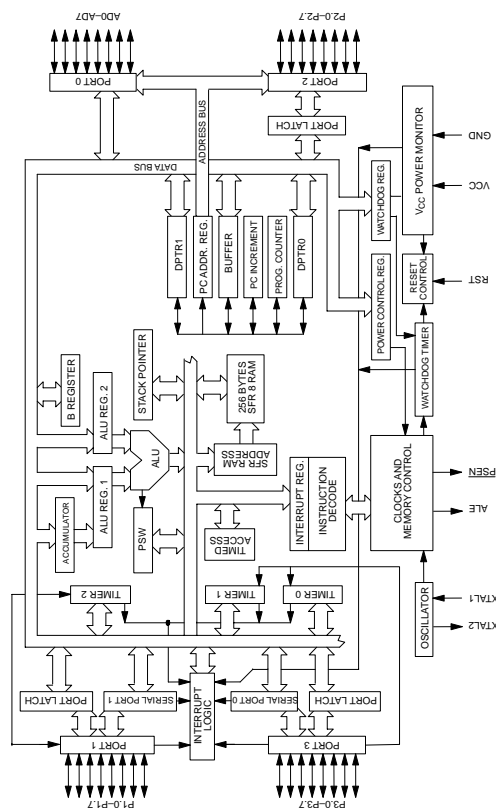 P1.0–P1.7
PORT 1
PORT LATCH
SERIAL PORT 1
INTERRUPT
LOGIC
SERIAL PORT 0
PORT LATCH
PORT 3
P3.0–P3.7
TIMER 2
TIMER 1
TIMER 0
ACCUMULATOR
ALU REG. 1
ALU REG. 2
B REGISTER
ALU
PSW
STACK POINTER
256 BYTES
SFR 8 RAM
SFR RAM
ADDRESS
TIMED
ACCESS
INTERRUPT REG.
INSTRUCTION
DECODE
AD0–AD7
PORT 0
DATA BUS
ADDRESS BUS
PORT 2
P2.0–P2.7
PORT LATCH
DPTR1
PC ADDR. REG.
BUFFER
PC INCREMENT
PROG. COUNTER
DPTR0
OSCILLATOR
XTAL2
XTAL1
CLOCKS AND
MEMORY CONTROL
ALE
PSEN
WATCHDOG TIMER
POWER CONTROL REG.
WATCHDOG REG.
RESET
CONTROL
RST
VCC POWER MONITOR
VCC
GND